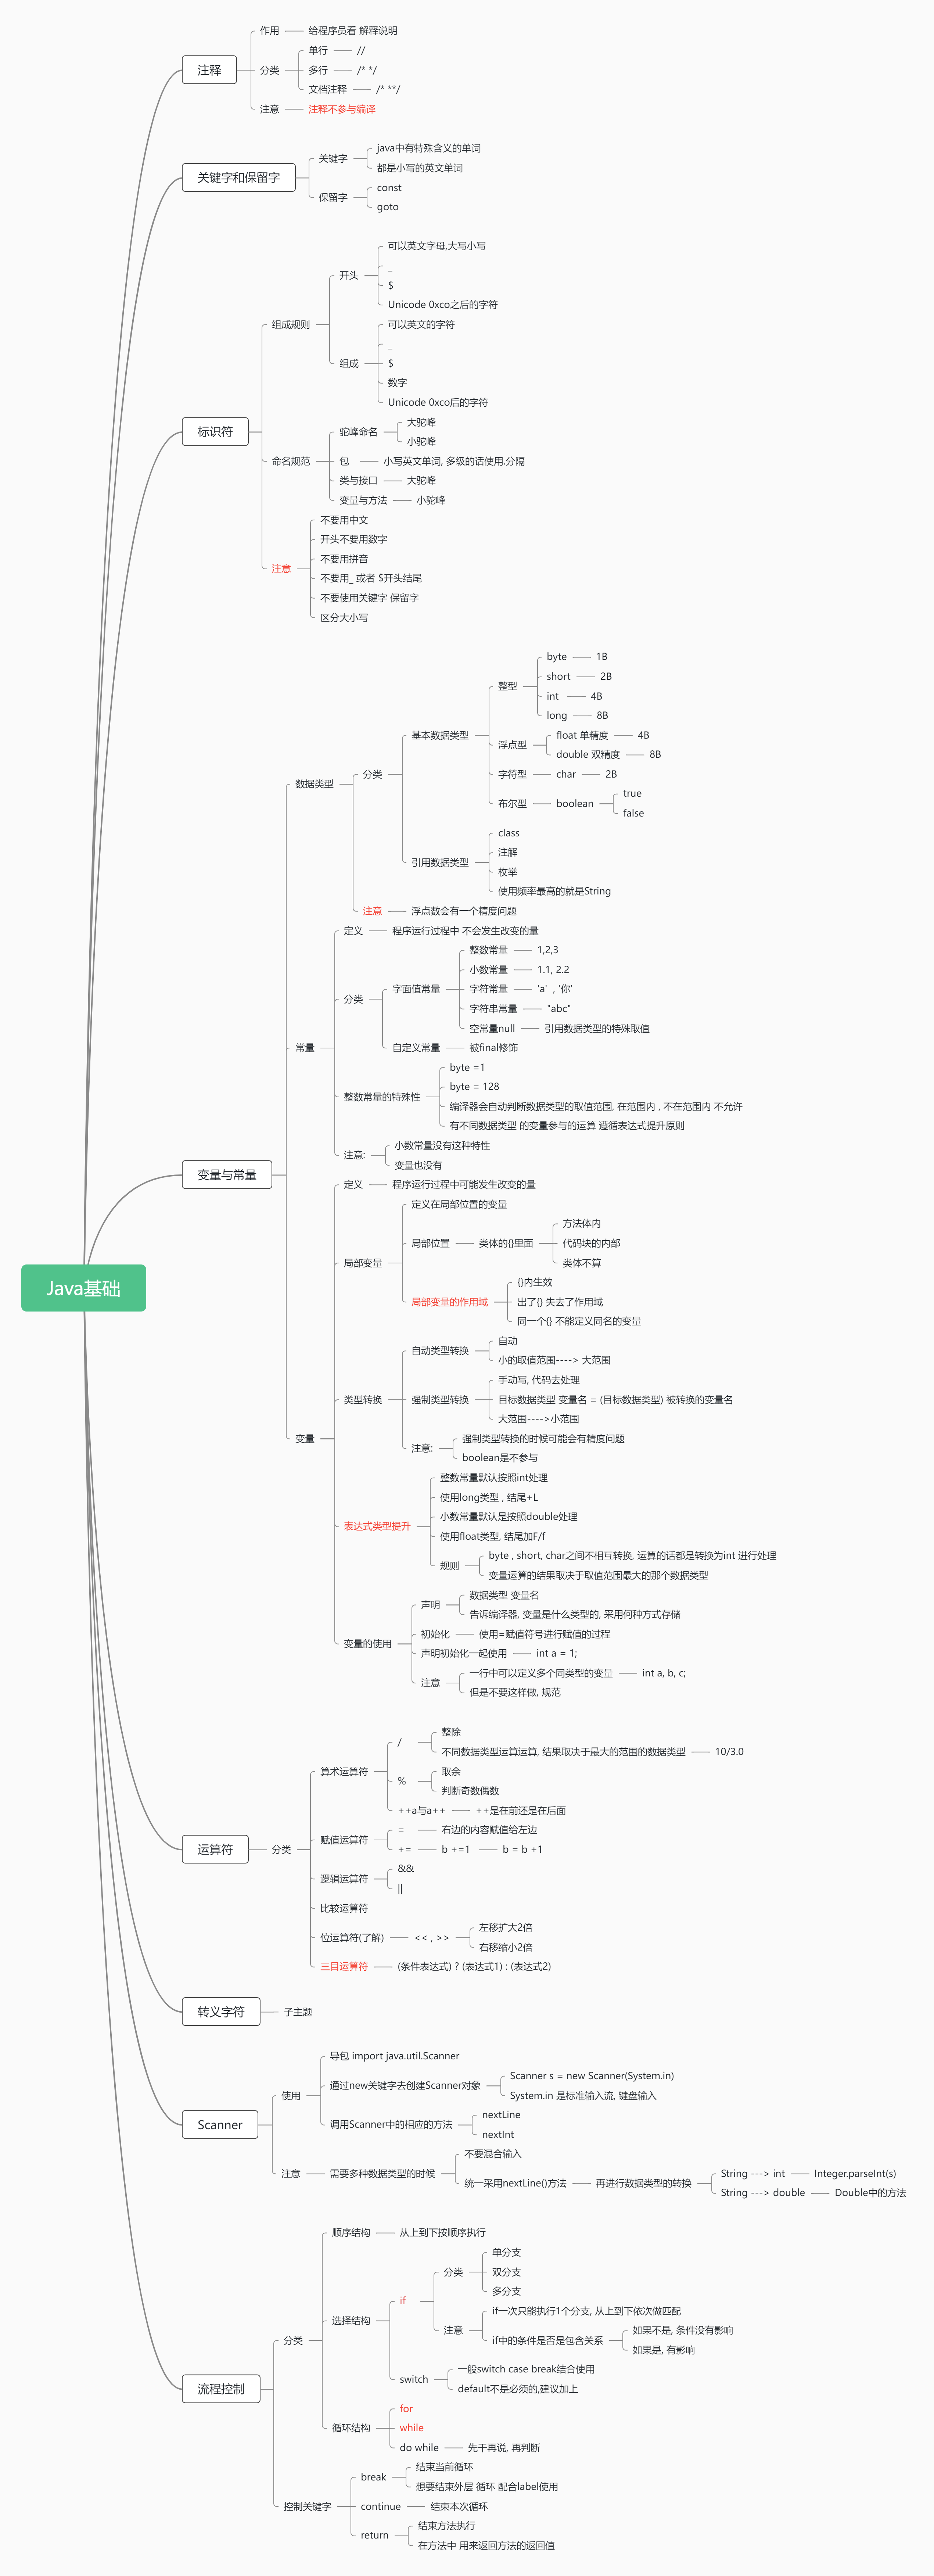 Java基础
注释
作用
给程序员看 解释说明
分类
单行
//
多行
/* */
文档注释
/* **/
注意
注释不参与编译
关键字和保留字
关键字
java中有特殊含义的单词
都是小写的英文单词
保留字
const
goto
标识符
组成规则
开头
可以英文字母,大写小写
_
$
Unicode 0xco之后的字符
组成
可以英文的字符
_
$
数字
Unicode 0xco后的字符
命名规范
驼峰命名
大驼峰
小驼峰
包
小写英文单词, 多级的话使用.分隔
类与接口
大驼峰
变量与方法
小驼峰
注意
不要用中文
开头不要用数字
不要用拼音
不要用_ 或者 $开头结尾
不要使用关键字 保留字
区分大小写
变量与常量
数据类型
分类
基本数据类型
整型
byte
1B
short
2B
int
4B
long
8B
浮点型
float 单精度
4B
double 双精度
8B
字符型
char
2B
布尔型
boolean
true
false
引用数据类型
class
注解
枚举
使用频率最高的就是String
注意
浮点数会有一个精度问题
常量
定义
程序运行过程中 不会发生改变的量
分类
字面值常量
整数常量
1,2,3
小数常量
1.1, 2.2
字符常量
'a' , '你'
字符串常量
"abc"
空常量null
引用数据类型的特殊取值
自定义常量
被final修饰
整数常量的特殊性
byte =1
byte = 128
编译器会自动判断数据类型的取值范围, 在范围内 , 不在范围内 不允许
有不同数据类型 的变量参与的运算 遵循表达式提升原则
注意:
小数常量没有这种特性
变量也没有
变量
定义
程序运行过程中可能发生改变的量
局部变量
定义在局部位置的变量
局部位置
类体的{}里面
方法体内
代码块的内部
类体不算
局部变量的作用域
{}内生效
出了{} 失去了作用域
同一个{} 不能定义同名的变量
类型转换
自动类型转换
自动
小的取值范围----> 大范围
强制类型转换
手动写, 代码去处理
目标数据类型 变量名 = (目标数据类型) 被转换的变量名
大范围---->小范围
注意:
强制类型转换的时候可能会有精度问题
boolean是不参与
表达式类型提升
整数常量默认按照int处理
使用long类型 , 结尾+L
小数常量默认是按照double处理
使用float类型, 结尾加F/f
规则
byte , short, char之间不相互转换, 运算的话都是转换为int 进行处理
变量运算的结果取决于取值范围最大的那个数据类型
变量的使用
声明
数据类型 变量名
告诉编译器, 变量是什么类型的, 采用何种方式存储
初始化
使用=赋值符号进行赋值的过程
声明初始化一起使用
int a = 1;
注意
一行中可以定义多个同类型的变量
int a, b, c;
但是不要这样做, 规范
运算符
分类
算术运算符
/
整除
不同数据类型运算运算, 结果取决于最大的范围的数据类型
10/3.0
%
取余
判断奇数偶数
++a与a++
++是在前还是在后面
赋值运算符
=
右边的内容赋值给左边
+=
b +=1
b = b +1
逻辑运算符
&&
||
比较运算符
位运算符(了解)
<< , >>
左移扩大2倍
右移缩小2倍
三目运算符
(条件表达式) ? (表达式1) : (表达式2)
转义字符
子主题
Scanner
使用
导包 import java.util.Scanner
通过new关键字去创建Scanner对象
Scanner s = new Scanner(System.in)
System.in 是标准输入流, 键盘输入
调用Scanner中的相应的方法
nextLine
nextInt
注意
需要多种数据类型的时候
不要混合输入
统一采用nextLine()方法
再进行数据类型的转换
String ---> int
Integer.parseInt(s)
String ---> double
Double中的方法
流程控制
分类
顺序结构
从上到下按顺序执行
选择结构
if
分类
单分支
双分支
多分支
注意
if一次只能执行1个分支, 从上到下依次做匹配
if中的条件是否是包含关系
如果不是, 条件没有影响
如果是, 有影响
switch
一般switch case break结合使用
default不是必须的,建议加上
循环结构
for
while
do while
先干再说, 再判断
控制关键字
break
结束当前循环
想要结束外层 循环 配合label使用
continue
结束本次循环
return
结束方法执行
在方法中 用来返回方法的返回值